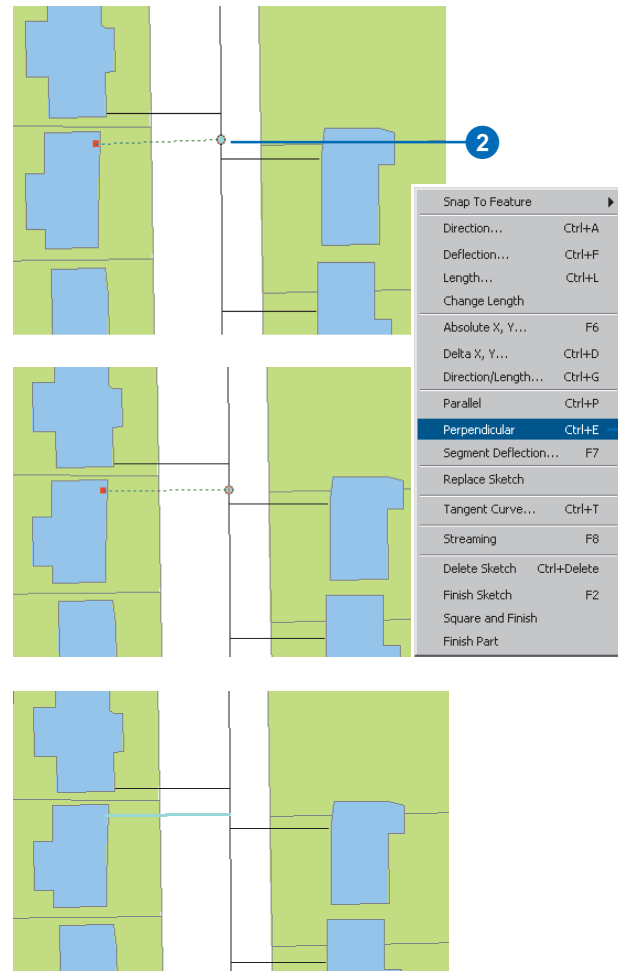 2
Snap To Feature
Direction... Ctrl+A
Deflection... Ctrl+F
Length... Ctrl+L
Change Length
Absolute X, Y... F6
Delta X, Y... Ctrl+D
Direction/Length... Ctrl+G
Parallel Ctrl+P
Perpendicular Ctrl+E
Segment Deflection... F7
Replace Sketch
Tangent Curve... Ctrl+T
Streaming F8
Delete Sketch Ctrl+Delete
Finish Sketch F2
Square and Finish
Finish Part